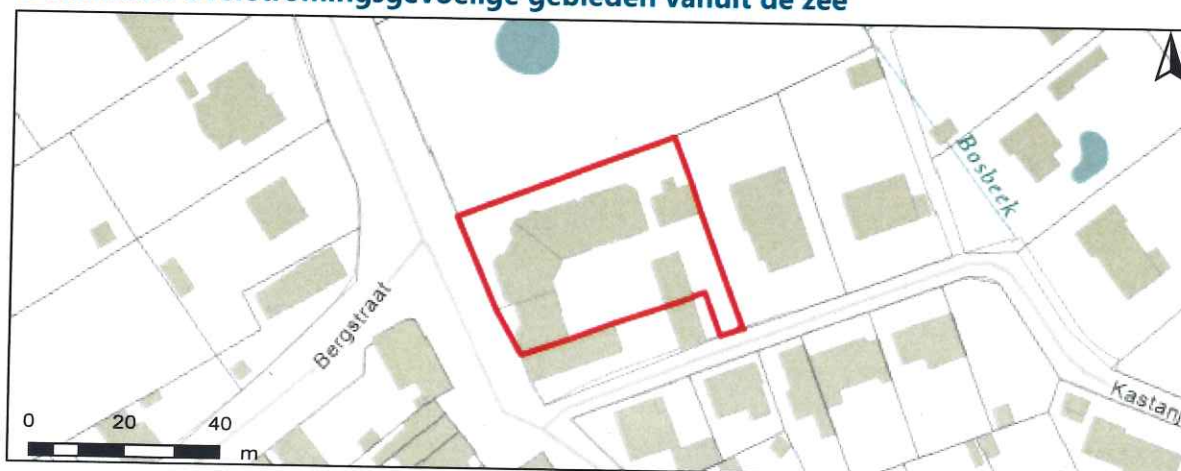 overstromingsgevoelige gebieden vanuit de zee
Bosbeek
Bergstraat
Kastanj
0 20 40
m